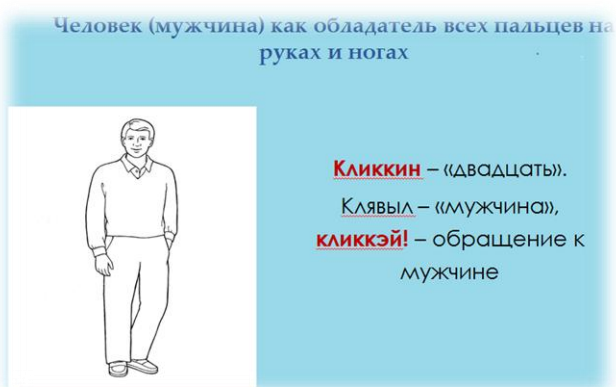 Человек (мужчина) как обладатель всех пальцев на
руках и ногах
Кликкин – «двадцать».
Клявыл – «мужчина»,
кликкэй! – обращение к
мужчине